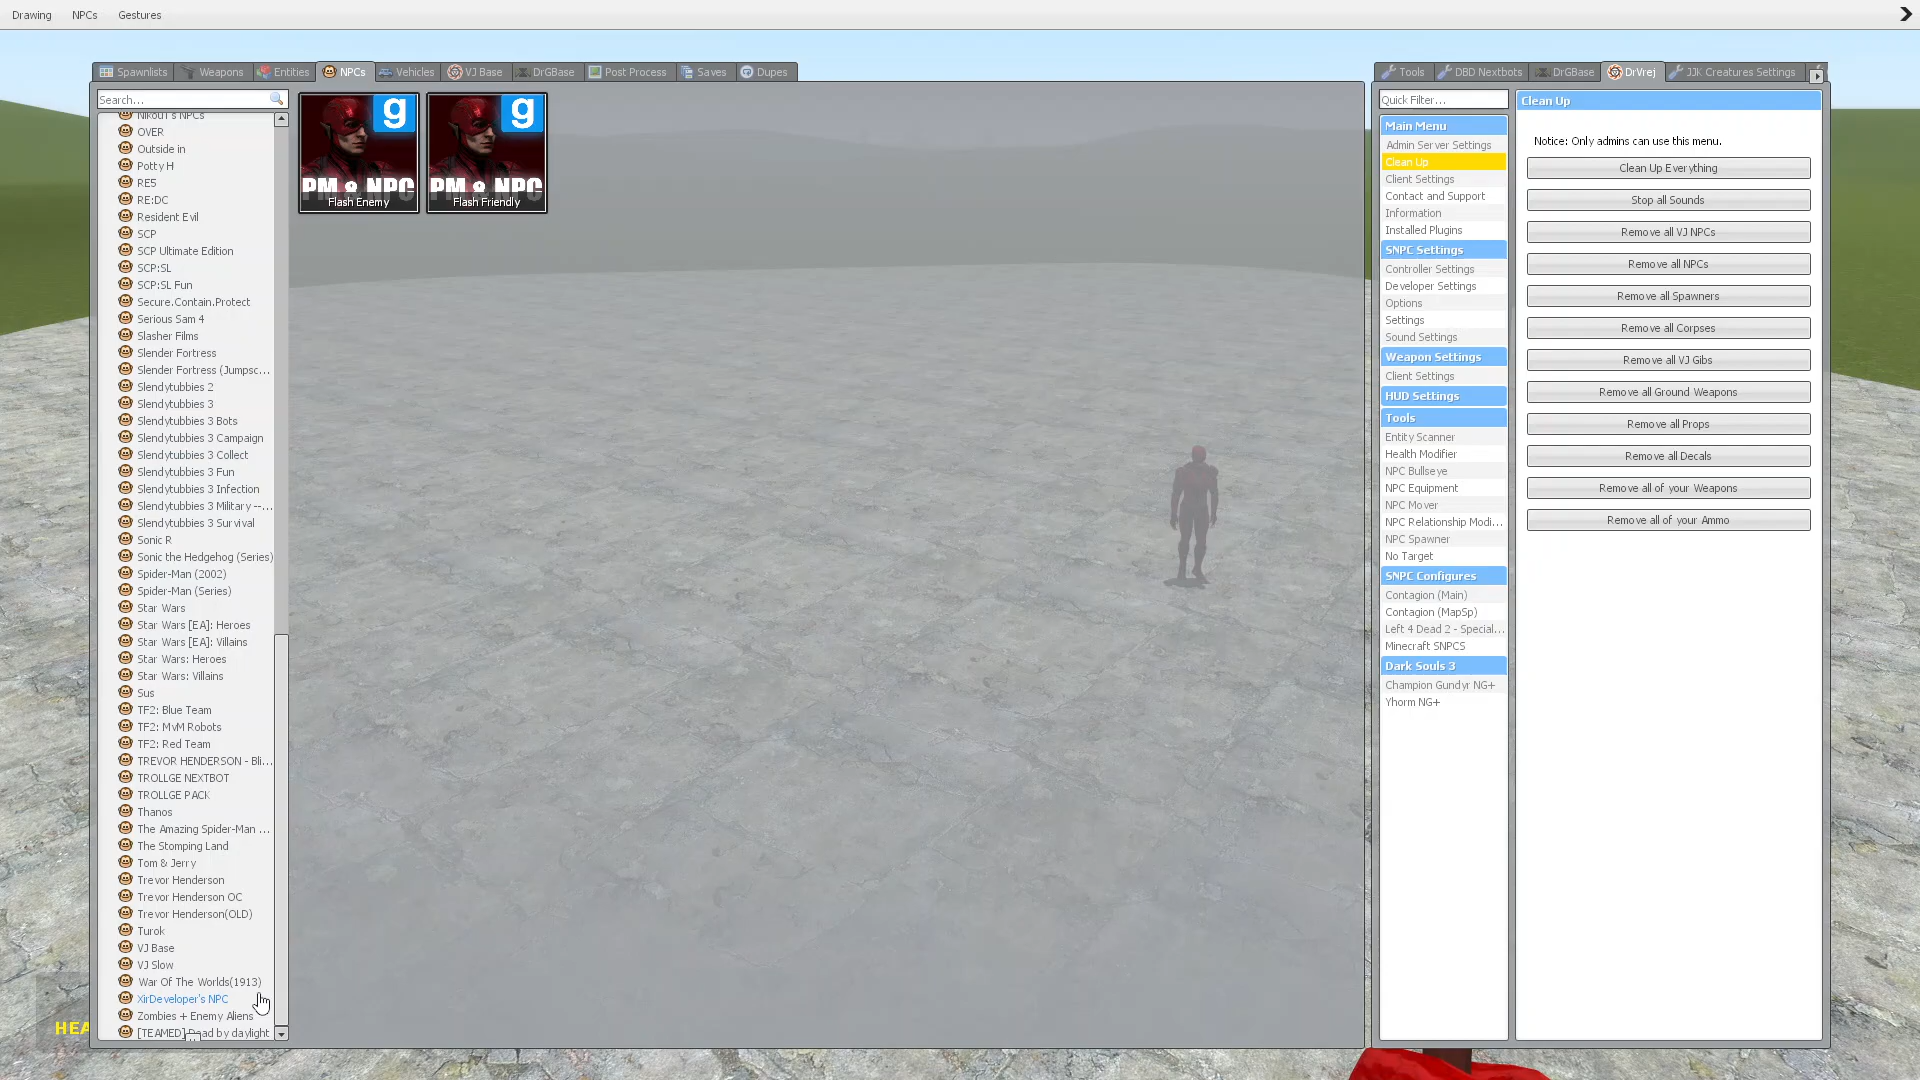 Drawing NPCs Gestures
Spawnlists Weapons Entities NPCs Vehicles VJ Base DrGBase Post Process Saves Dupes
Search...
Nikout's NPCs
OVER
Outside in
Potty H
RE5
RE:DC
Resident Evil
SCP
SCP Ultimate Edition
SCP:SL
SCP:SL Fun
Secure.Contain.Protect
Serious Sam 4
Slasher Films
Slender Fortress
Slender Fortress (Jumpsc...
Slendytubbies 2
Slendytubbies 3
Slendytubbies 3 Bots
Slendytubbies 3 Campaign
Slendytubbies 3 Collect
Slendytubbies 3 Fun
Slendytubbies 3 Infection
Slendytubbies 3 Military --...
Slendytubbies 3 Survival
Sonic R
Sonic the Hedgehog (Series)
Spider-Man (2002)
Spider-Man (Series)
Star Wars
Star Wars [EA]: Heroes
Star Wars [EA]: Villains
Star Wars: Heroes
Star Wars: Villains
Sus
TF2: Blue Team
TF2: MvM Robots
TF2: Red Team
TREVOR HENDERSON - Bli...
TROLLGE NEXTBOT
TROLLGE PACK
Thanos
The Amazing Spider-Man ...
The Stomping Land
Tom & Jerry
Trevor Henderson
Trevor Henderson OC
Trevor Henderson(OLD)
Turok
VJ Base
VJ Slow
War Of The Worlds(1913)
XirDeveloper's NPC
Zombies + Enemy Aliens
[TEAMED]Dead by daylight
HEA
g
PM & NPC
Flash Enemy
g
PM & NPC
Flash Friendly
Tools DBD Nextbots DrGBase DrVrej JJK Creatures Settings
Quick Filter...
Main Menu
Admin Server Settings
Clean Up
Client Settings
Contact and Support
Information
Installed Plugins
SNPC Settings
Controller Settings
Developer Settings
Options
Settings
Sound Settings
Weapon Settings
Client Settings
HUD Settings
Tools
Entity Scanner
Health Modifier
NPC Bullseye
NPC Equipment
NPC Mover
NPC Relationship Modi...
NPC Spawner
No Target
SNPC Configures
Contagion (Main)
Contagion (MapSp)
Left 4 Dead 2 - Special...
Minecraft SNPCS
Dark Souls 3
Champion Gundyr NG+
Yhorm NG+
Clean Up
Notice: Only admins can use this menu.
Clean Up Everything
Stop all Sounds
Remove all VJ NPCs
Remove all NPCs
Remove all Spawners
Remove all Corpses
Remove all VJ Gibs
Remove all Ground Weapons
Remove all Props
Remove all Decals
Remove all of your Weapons
Remove all of your Ammo